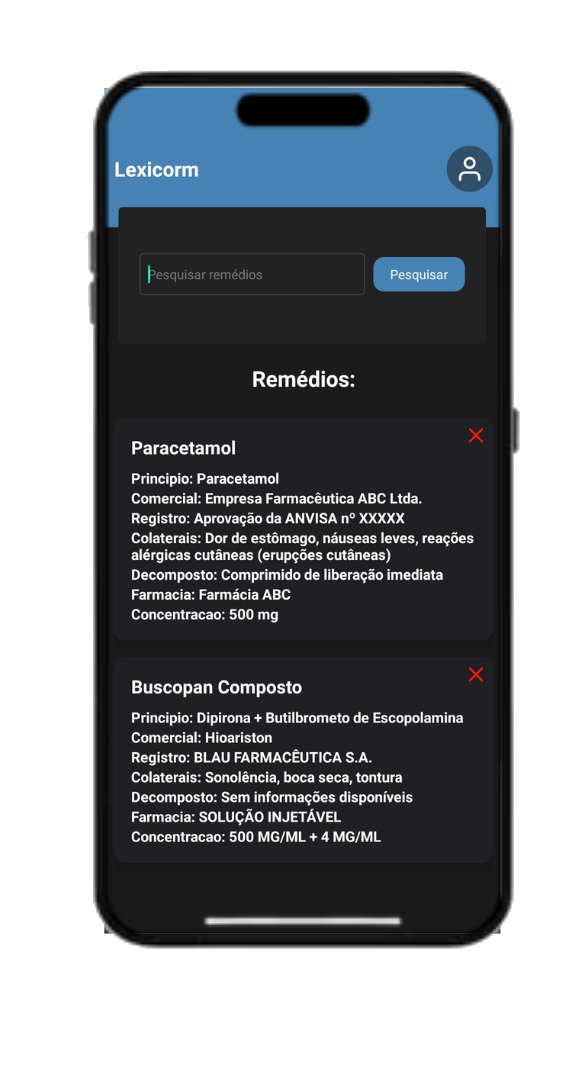 Lexicorm
Pesquisar remédios
Pesquisar
Remédios:
Paracetamol
Principio: Paracetamol
Comercial: Empresa Farmacêutica ABC Ltda.
Registro: Aprovação da ANVISA nº XXXXX
Colaterais: Dor de estômago, náuseas leves, reações
alérgicas cutâneas (erupções cutâneas)
Decomposto: Comprimido de liberação imediata
Farmacia: Farmácia ABC
Concentracao: 500 mg
Buscopan Composto
Principio: Dipirona + Butilbrometo de Escopolamina
Comercial: Hioariston
Registro: BLAU FARMACÊUTICA S.A.
Colaterais: Sonolência, boca seca, tontura
Decomposto: Sem informações disponíveis
Farmacia: SOLUÇÃO INJETÁVEL
Concentracao: 500 MG/ML + 4 MG/ML